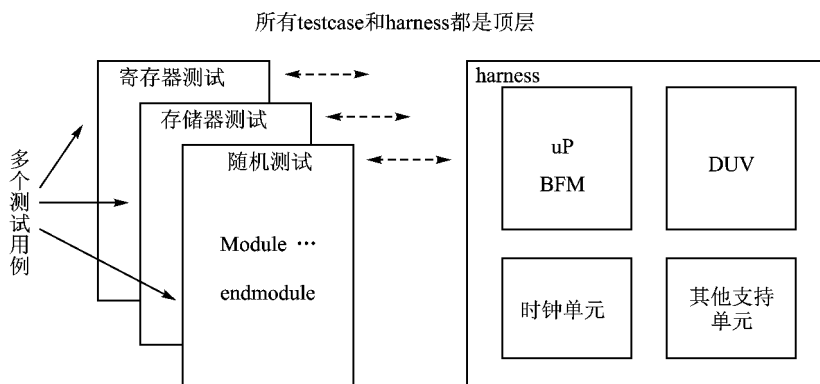 所有testcase和harness都是顶层
寄存器测试
存储器测试
随机测试
Module …
endmodule
多个测试用例
harness
uP
BFM
DUV
时钟单元
其他支持
单元